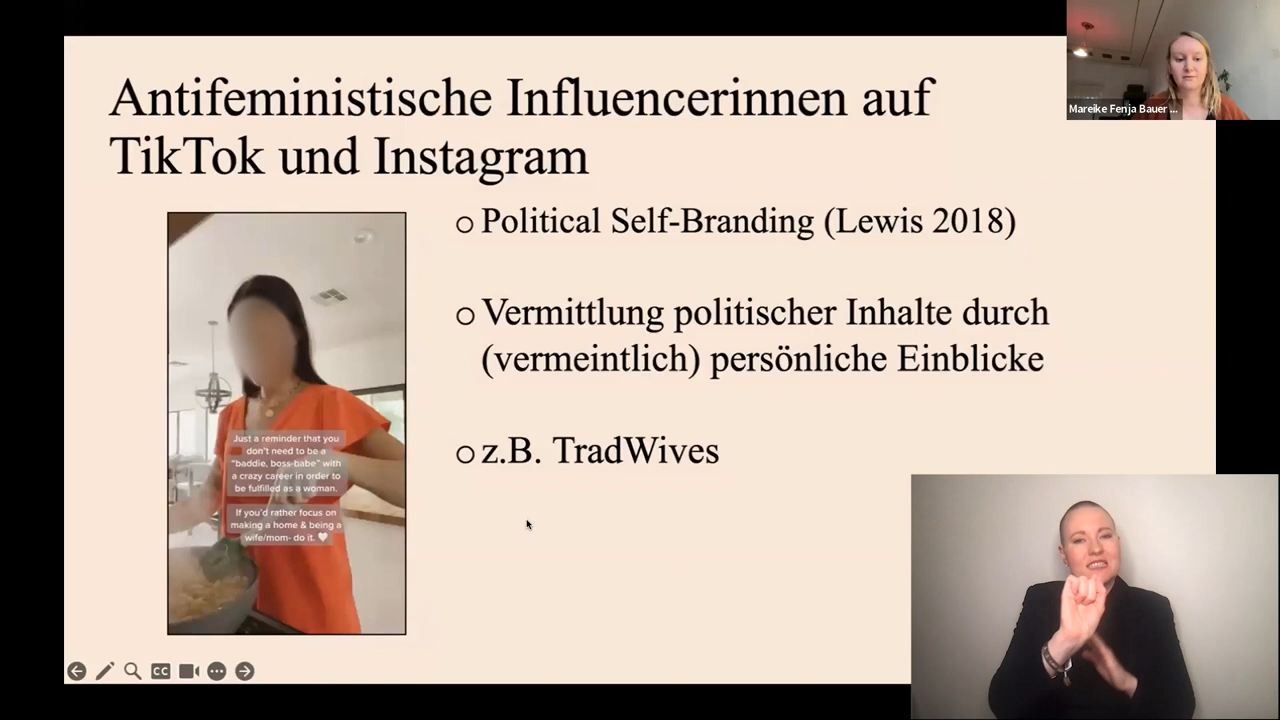 Antifeministische Influencerinnen auf
TikTok und Instagram
Mareike Fenja Bauer ...
○ Political Self-Branding (Lewis 2018)
○ Vermittlung politischer Inhalte durch
(vermeintlich) persönliche Einblicke
○ z.B. TradWives
Just a reminder that you
don't need to be a
"baddie, boss-babe" with
a crazy career in order to
be fulfilled as a woman.
If you'd rather focus on
making a home & being a
wife/mom- do it. 🤍
CC